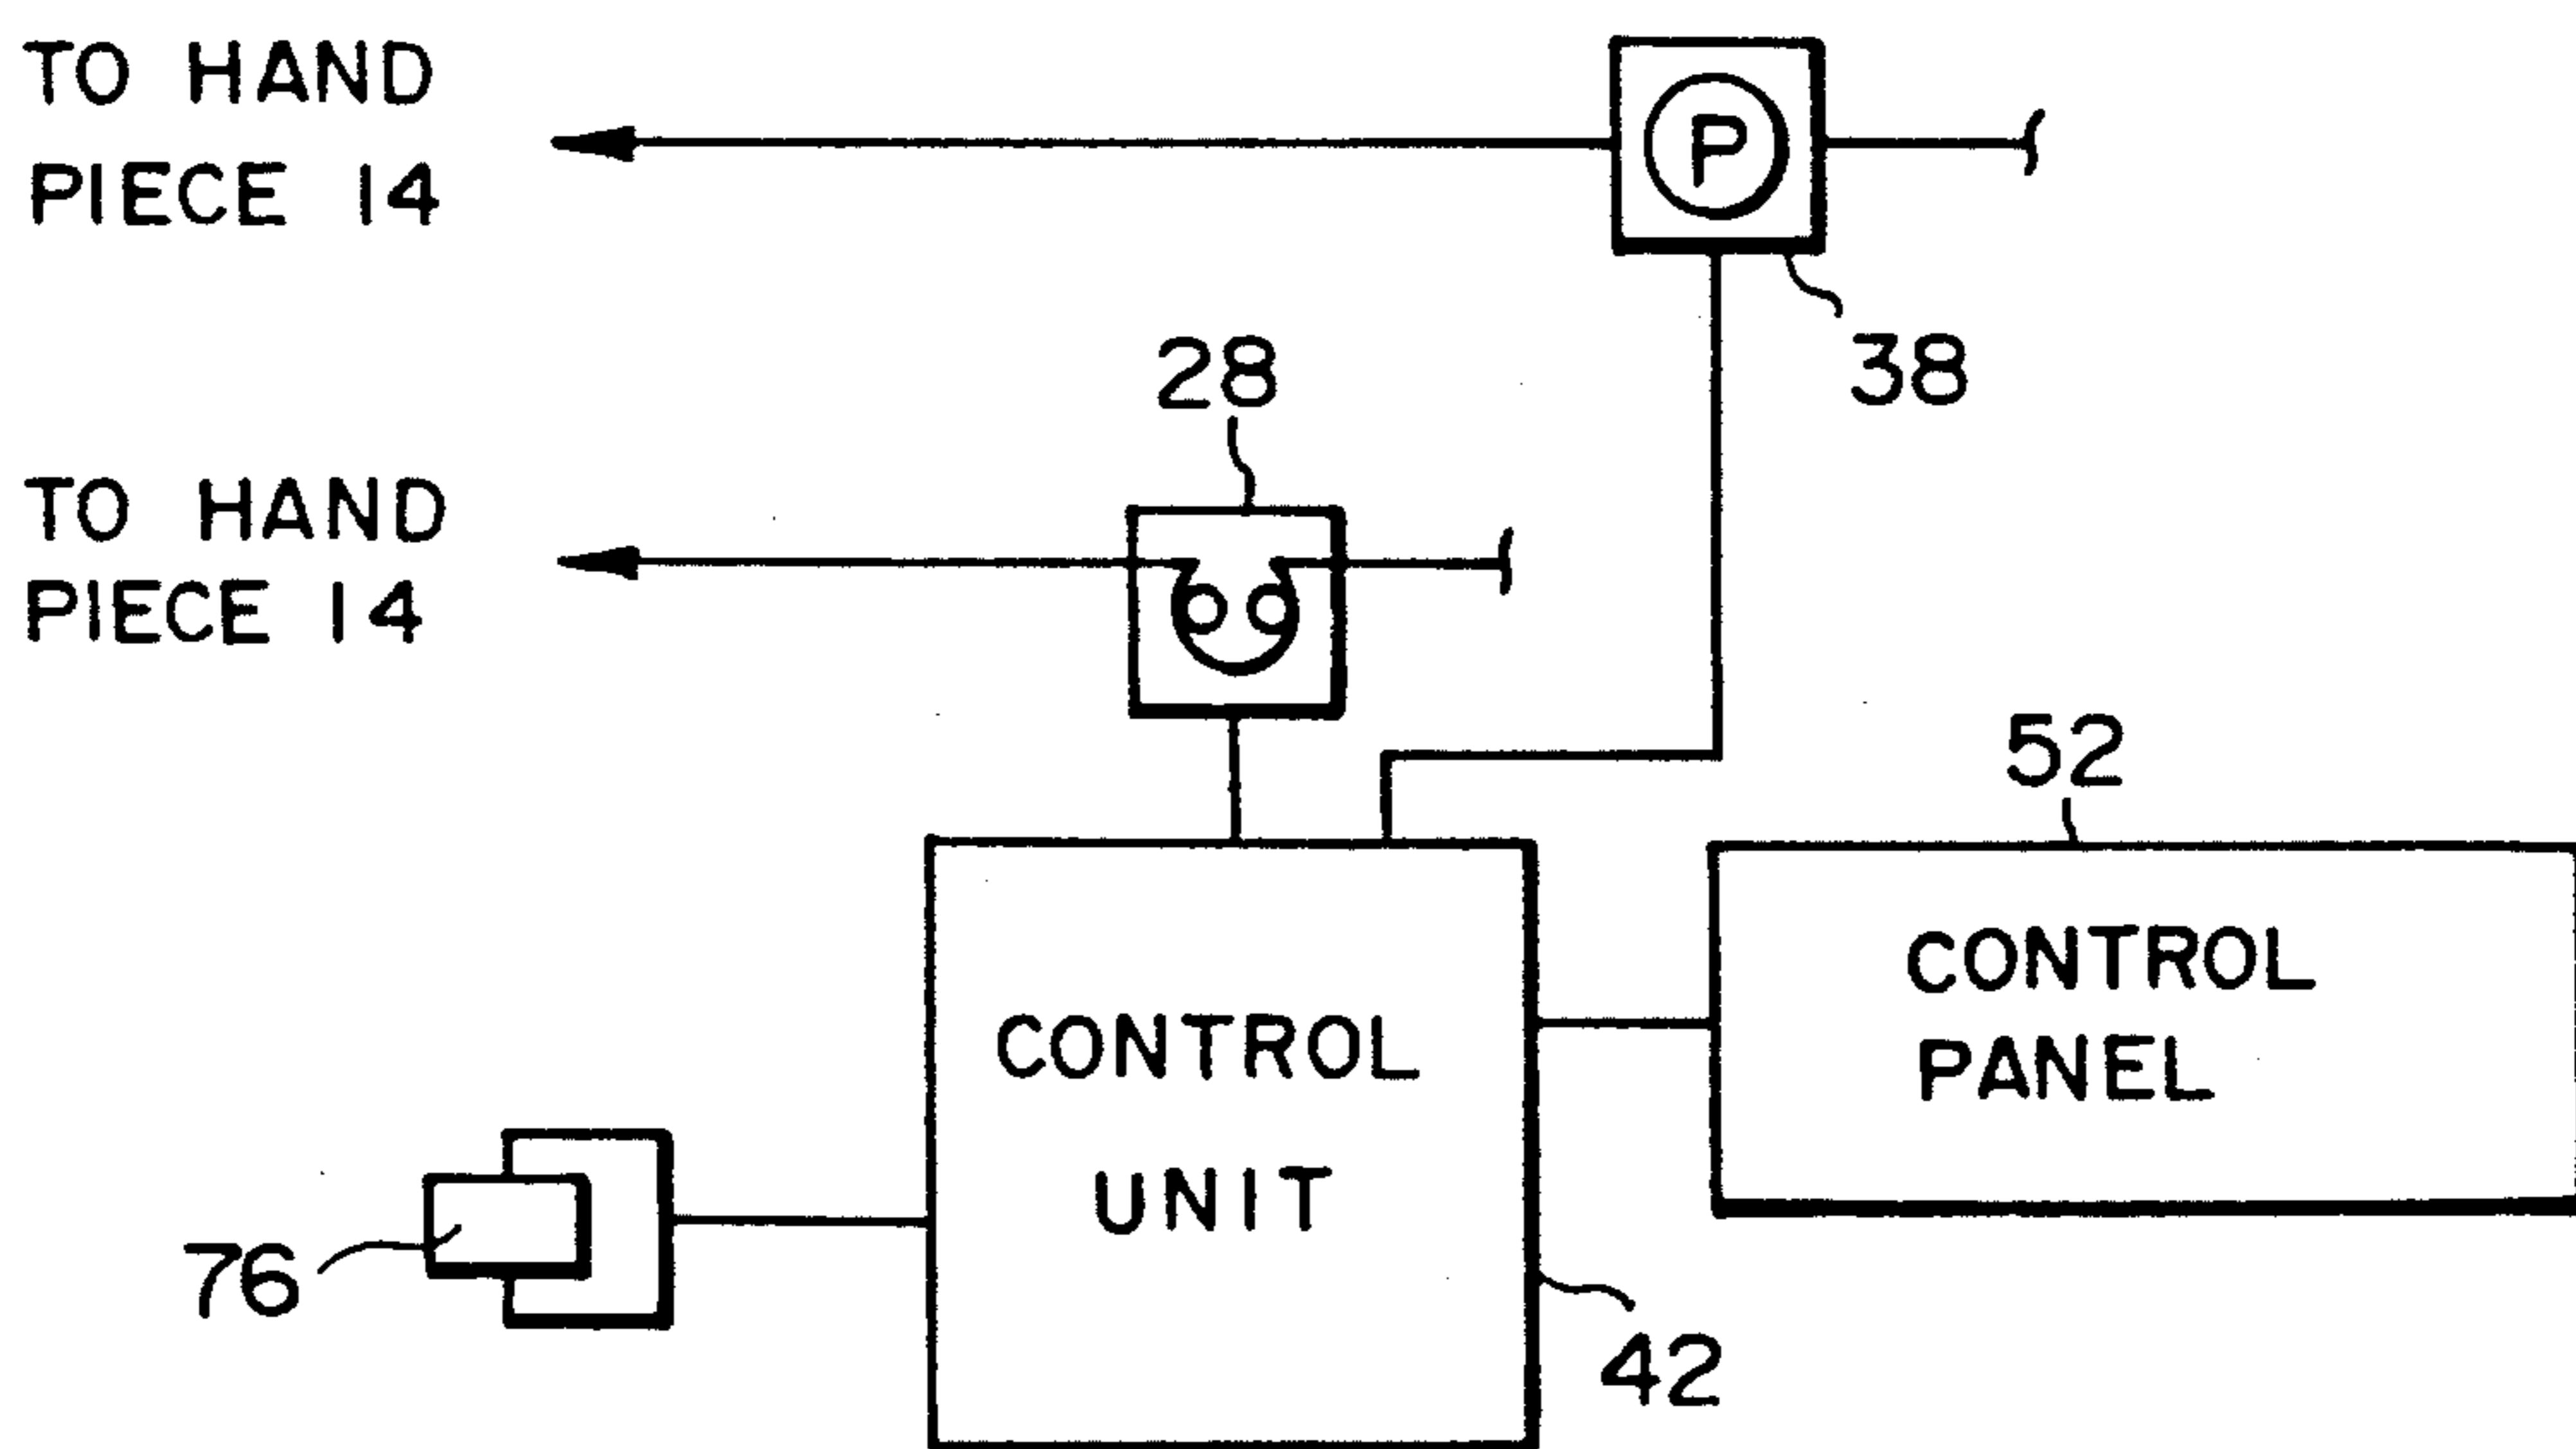 TO HAND
PIECE 14
P
38
28
TO HAND
PIECE 14
52
CONTROL
PANEL
CONTROL
UNIT
76
42